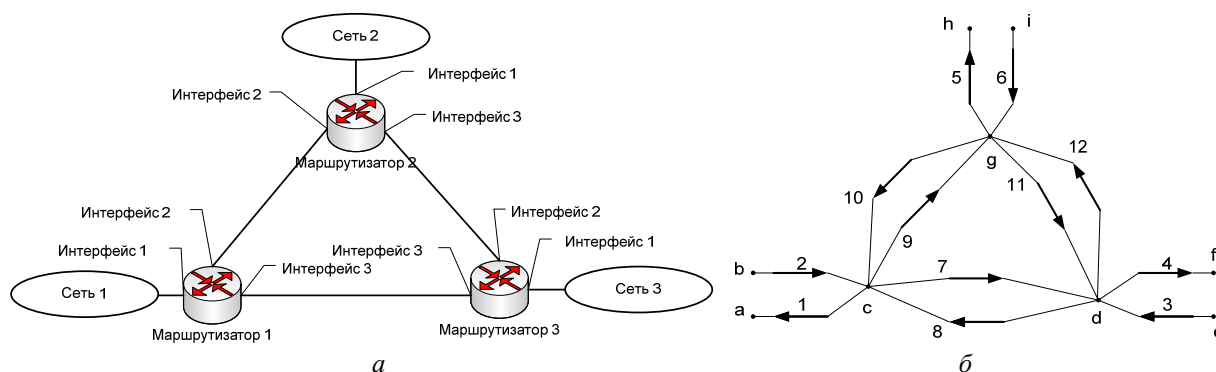 Сеть 2
Интерфейс 1
Интерфейс 2
Интерфейс 3
Маршрутизатор 2
Интерфейс 2
Интерфейс 2
Интерфейс 1
Интерфейс 3
Интерфейс 1
Интерфейс 3
Сеть 1
Сеть 3
Маршрутизатор 1
Маршрутизатор 3
а
h
i
5
6
g
12
11
10
9
b
2
7
4
f
a
1
c
8
d
3
e
б